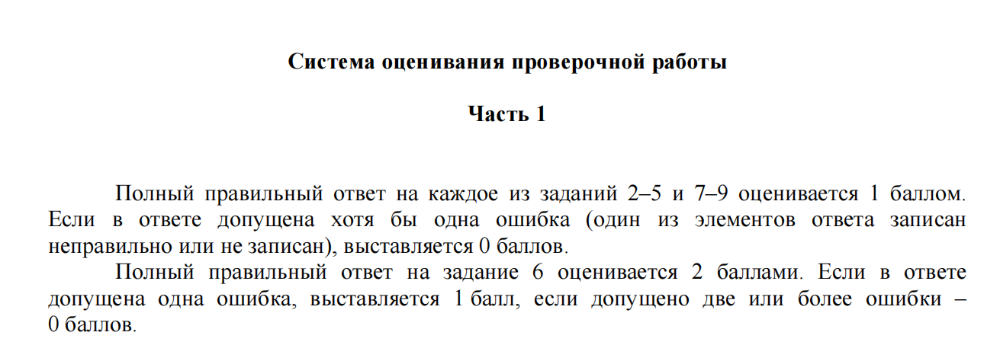 Система оценивания проверочной работы
Часть 1
Полный правильный ответ на каждое из заданий 2–5 и 7–9 оценивается 1 баллом.
Если в ответе допущена хотя бы одна ошибка (один из элементов ответа записан
неправильно или не записан), выставляется 0 баллов.
Полный правильный ответ на задание 6 оценивается 2 баллами. Если в ответе
допущена одна ошибка, выставляется 1 балл, если допущено две или более ошибки –
0 баллов.